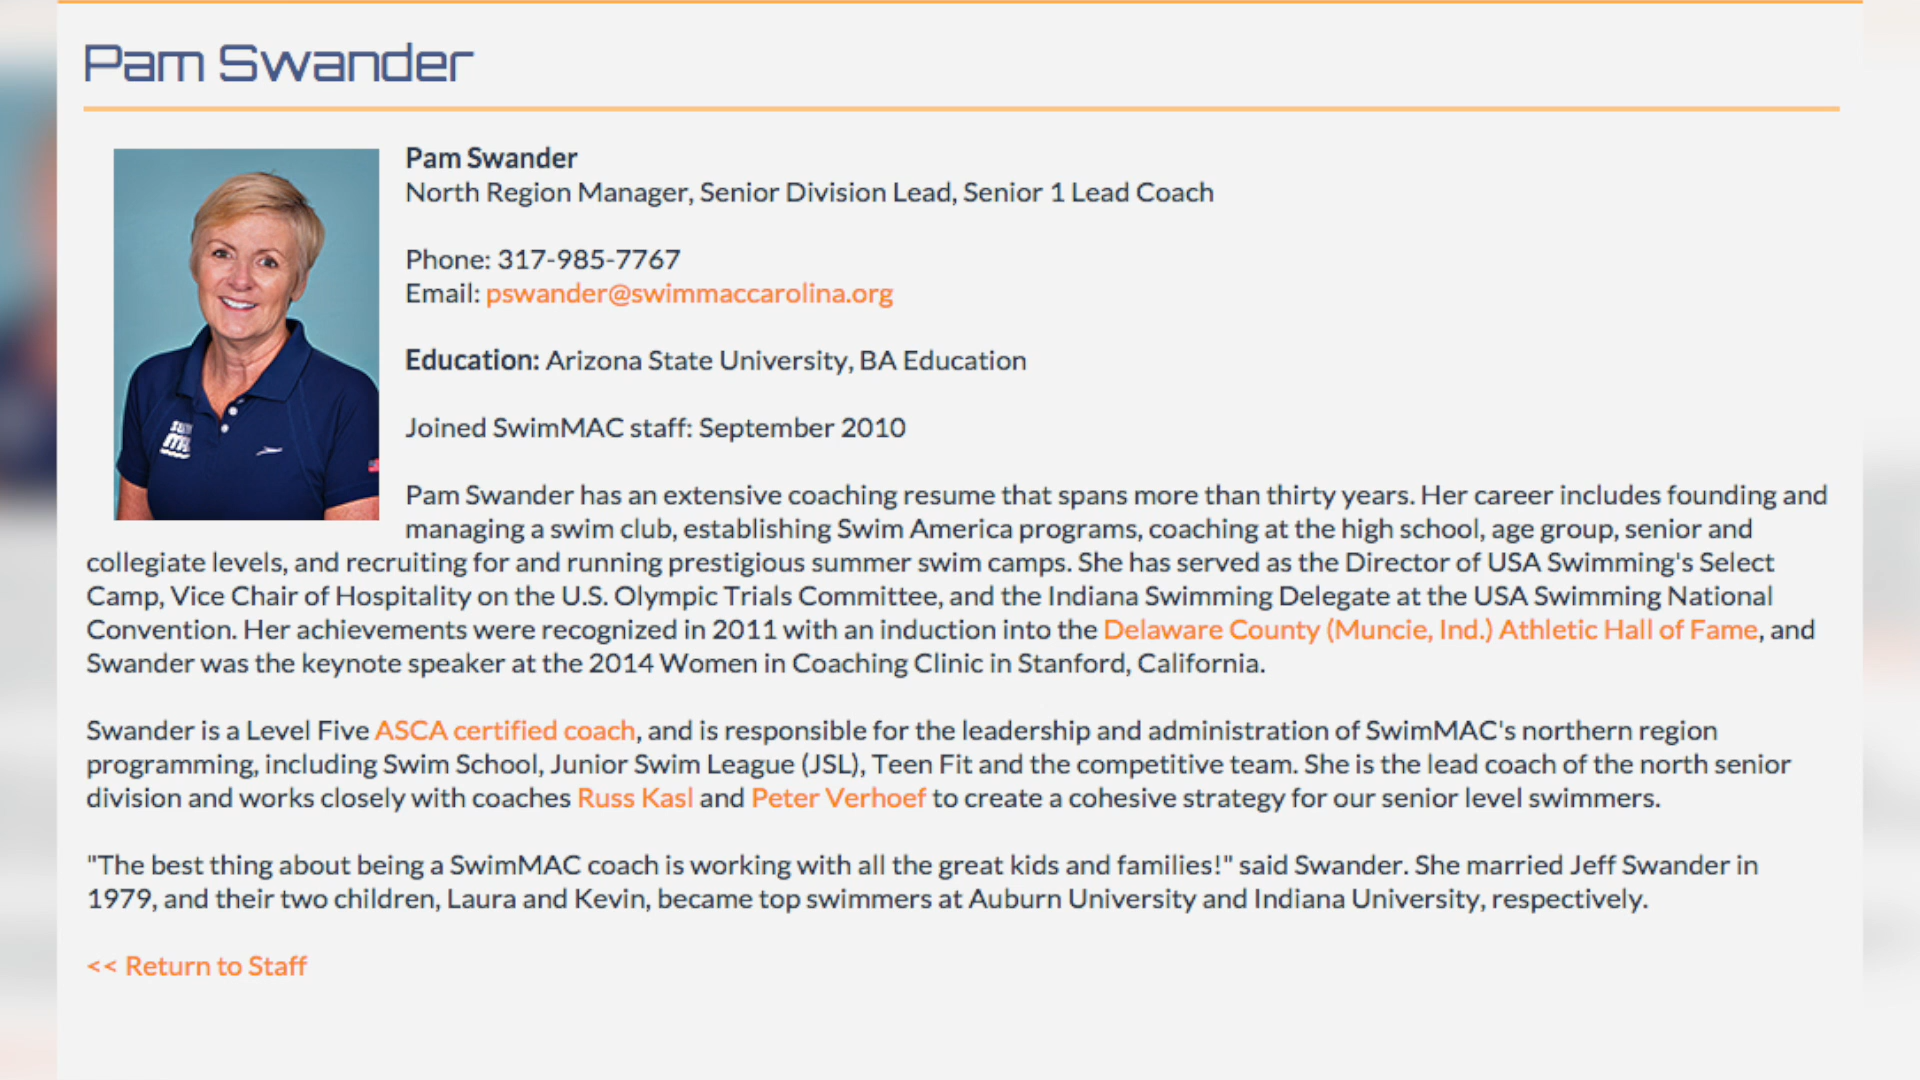 Pam Swander
Pam Swander
North Region Manager, Senior Division Lead, Senior 1 Lead Coach
Phone: 317-985-7767
Email: pswander@swimmaccarolina.org
Education: Arizona State University, BA Education
Joined SwimMAC staff: September 2010
Pam Swander has an extensive coaching resume that spans more than thirty years. Her career includes founding and
managing a swim club, establishing Swim America programs, coaching at the high school, age group, senior and
collegiate levels, and recruiting for and running prestigious summer swim camps. She has served as the Director of USA Swimming's Select
Camp, Vice Chair of Hospitality on the U.S. Olympic Trials Committee, and the Indiana Swimming Delegate at the USA Swimming National
Convention. Her achievements were recognized in 2011 with an induction into the Delaware County (Muncie, Ind.) Athletic Hall of Fame, and
Swander was the keynote speaker at the 2014 Women in Coaching Clinic in Stanford, California.
Swander is a Level Five ASCA certified coach, and is responsible for the leadership and administration of SwimMAC's northern region
programming, including Swim School, Junior Swim League (JSL), Teen Fit and the competitive team. She is the lead coach of the north senior
division and works closely with coaches Russ Kasl and Peter Verhoef to create a cohesive strategy for our senior level swimmers.
"The best thing about being a SwimMAC coach is working with all the great kids and families!" said Swander. She married Jeff Swander in
1979, and their two children, Laura and Kevin, became top swimmers at Auburn University and Indiana University, respectively.
<< Return to Staff